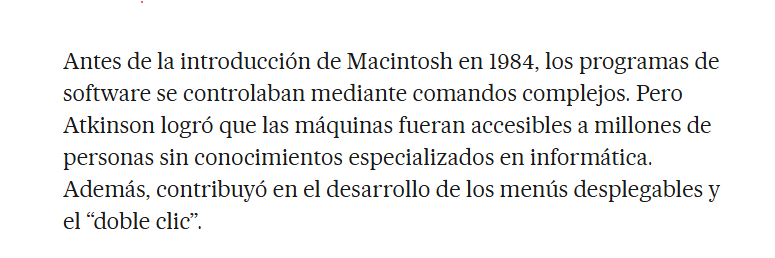 Antes de la introducción de Macintosh en 1984, los programas de
software se controlaban mediante comandos complejos. Pero
Atkinson logró que las máquinas fueran accesibles a millones de
personas sin conocimientos especializados en informática.
Además, contribuyó en el desarrollo de los menús desplegables y
el “doble clic”.